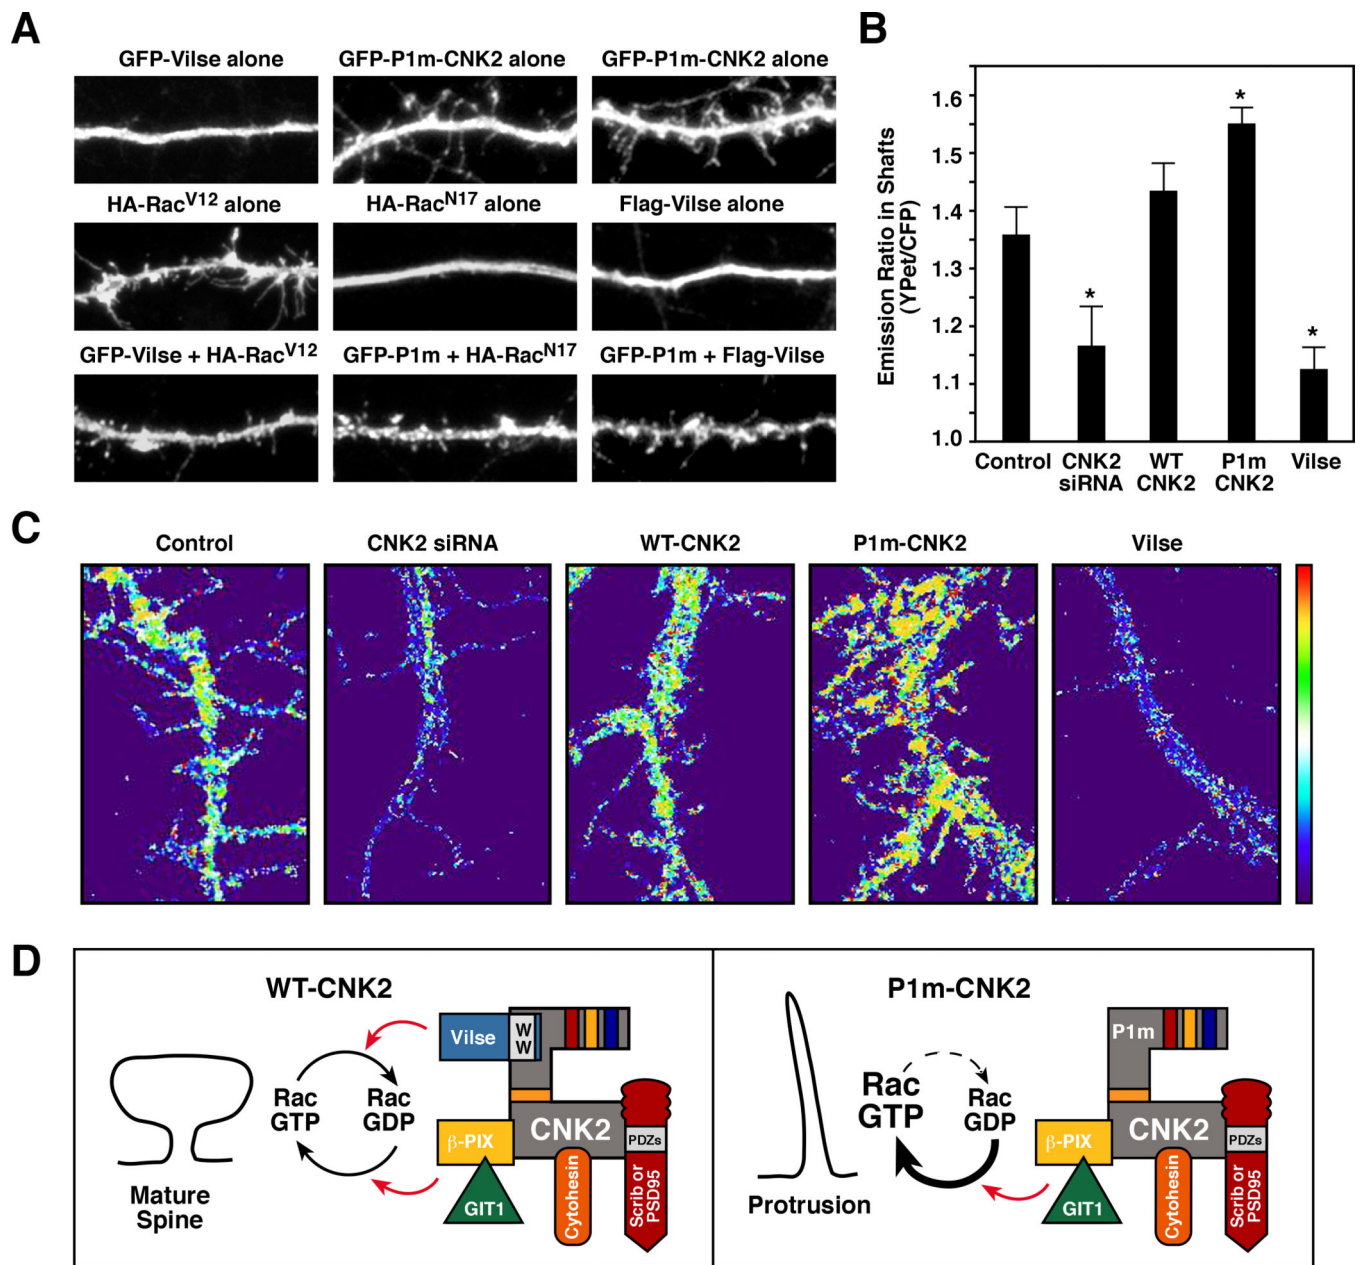 A
GFP-Vilse alone
GFP-P1m-CNK2 alone
GFP-P1m-CNK2 alone
HA-RacV12 alone
HA-RacN17 alone
Flag-Vilse alone
GFP-Vilse + HA-RacV12
GFP-P1m + HA-RacN17
GFP-P1m + Flag-Vilse
B
Emission Ratio in Shafts
(YPet/CFP)
1.6
1.5
1.4
1.3
1.2
1.1
1.0
*
*
*
Control
CNK2
siRNA
WT
CNK2
P1m
CNK2
Vilse
C
Control
CNK2 siRNA
WT-CNK2
P1m-CNK2
Vilse
D
WT-CNK2
Mature
Spine
Rac
GTP
Rac
GDP
Vilse
W
W
β-PIX
GIT1
CNK2
Cytohesin
PDZs
Scrib or
PSD95
P1m-CNK2
Protrusion
Rac
GTP
Rac
GDP
P1m
β-PIX
GIT1
CNK2
Cytohesin
PDZs
Scrib or
PSD95